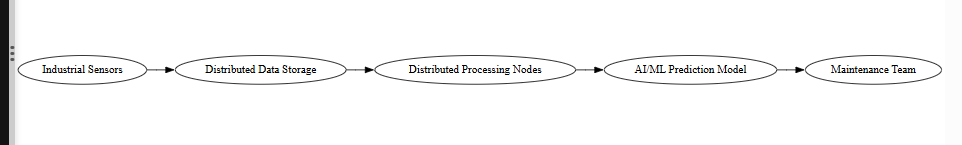 Industrial Sensors
Distributed Data Storage
Distributed Processing Nodes
AI/ML Prediction Model
Maintenance Team